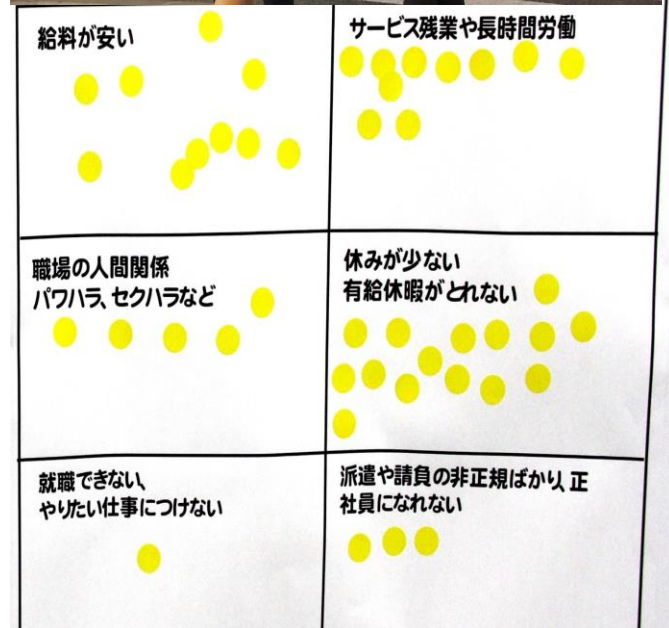 給料が安い
サービス残業や長時間労働
職場の人間関係
パワハラ、セクハラなど
休みが少ない
有給休暇がとれない
就職できない、
やりたい仕事につけない
派遣や請負の非正規ばかり、正
社員になれない